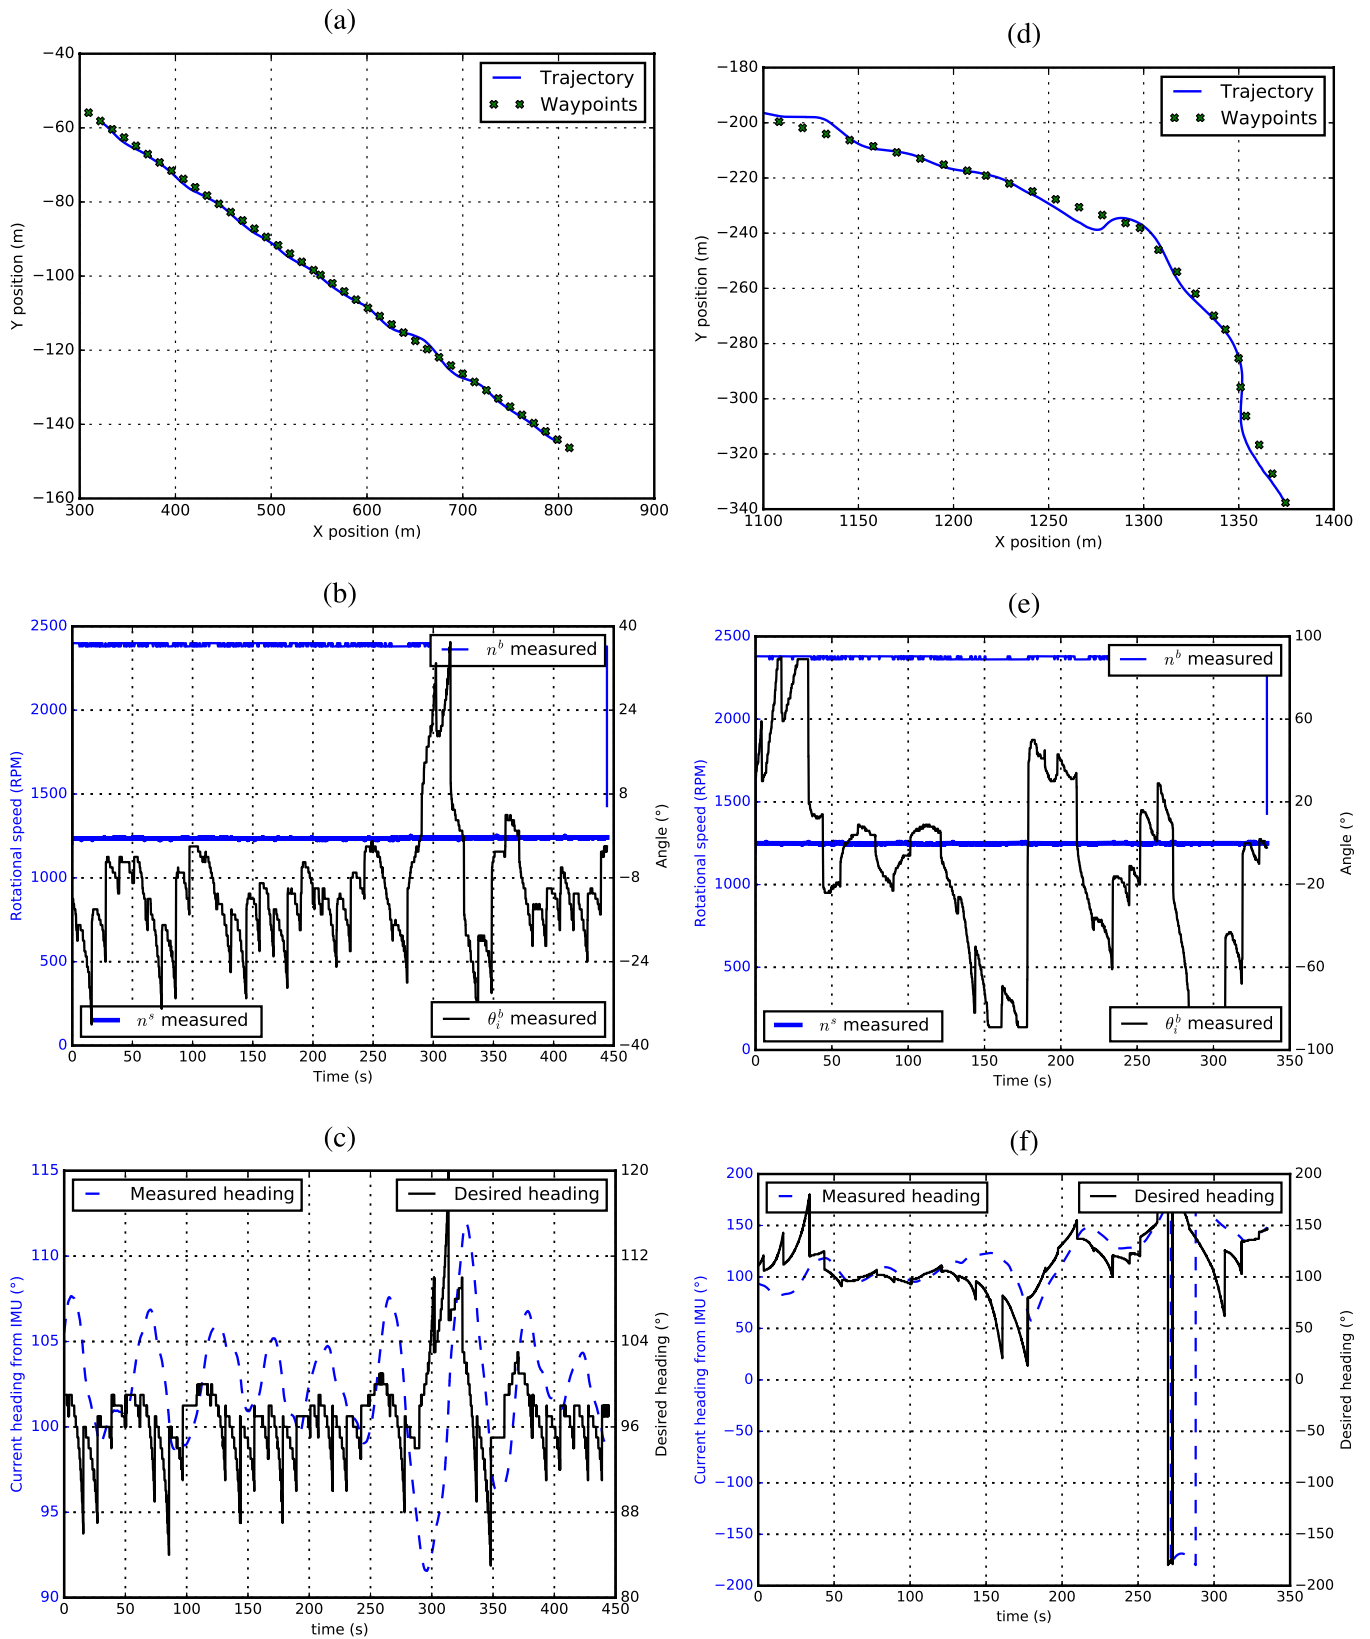 (a)
−40
−60
−80
−100
−120
−140
−160
Y position (m)
Trajectory
Waypoints
300 400 500 600 700 800 900
X position (m)
(d)
−180
−200
−220
−240
−260
−280
−300
−320
−340
Y position (m)
Trajectory
Waypoints
1100 1150 1200 1250 1300 1350 1400
X position (m)
(b)
2500
2000
1500
1000
500
0
Rotational speed (RPM)
nᵇ measured
nˢ measured
θᵢᵇ measured
40
24
8
−8
−24
−40
Angle (°)
0 50 100 150 200 250 300 350 400 450
Time (s)
(e)
2500
2000
1500
1000
500
0
Rotational speed (RPM)
nᵇ measured
nˢ measured
θᵢᵇ measured
100
60
20
−20
−60
−100
Angle (°)
0 50 100 150 200 250 300 350
Time (s)
(c)
115
110
105
100
95
90
Current heading from IMU (°)
Measured heading
Desired heading
120
112
104
96
88
80
Desired heading (°)
0 50 100 150 200 250 300 350 400 450
time (s)
(f)
200
150
100
50
0
−50
−100
−150
−200
Current heading from IMU (°)
Measured heading
Desired heading
200
150
100
50
0
−50
−100
−150
−200
Desired heading (°)
0 50 100 150 200 250 300 350
time (s)